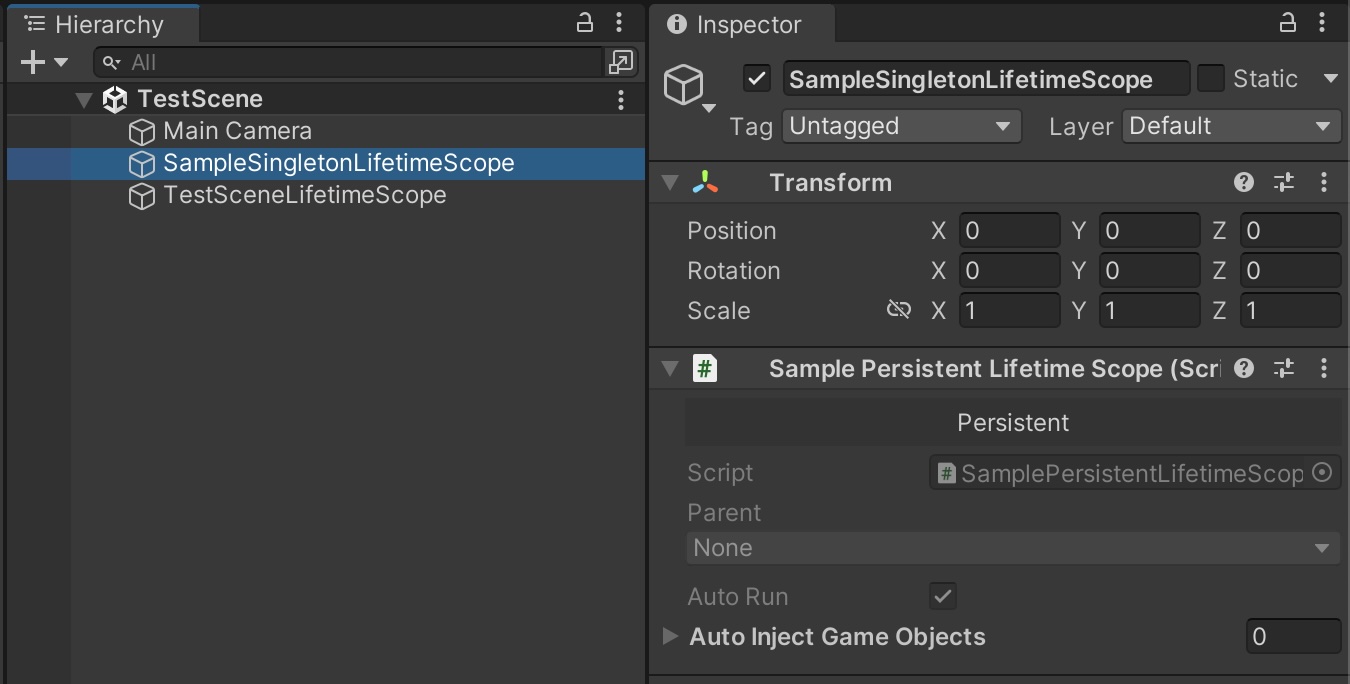 Hierarchy
All
TestScene
Main Camera
SampleSingletonLifetimeScope
TestSceneLifetimeScope
Inspector
SampleSingletonLifetimeScope Static
Tag Untagged Layer Default
Transform
Position X 0 Y 0 Z 0
Rotation X 0 Y 0 Z 0
Scale X 1 Y 1 Z 1
# Sample Persistent Lifetime Scope (Scri
Persistent
Script # SamplePersistentLifetimeScop
Parent
None
Auto Run
Auto Inject Game Objects 0